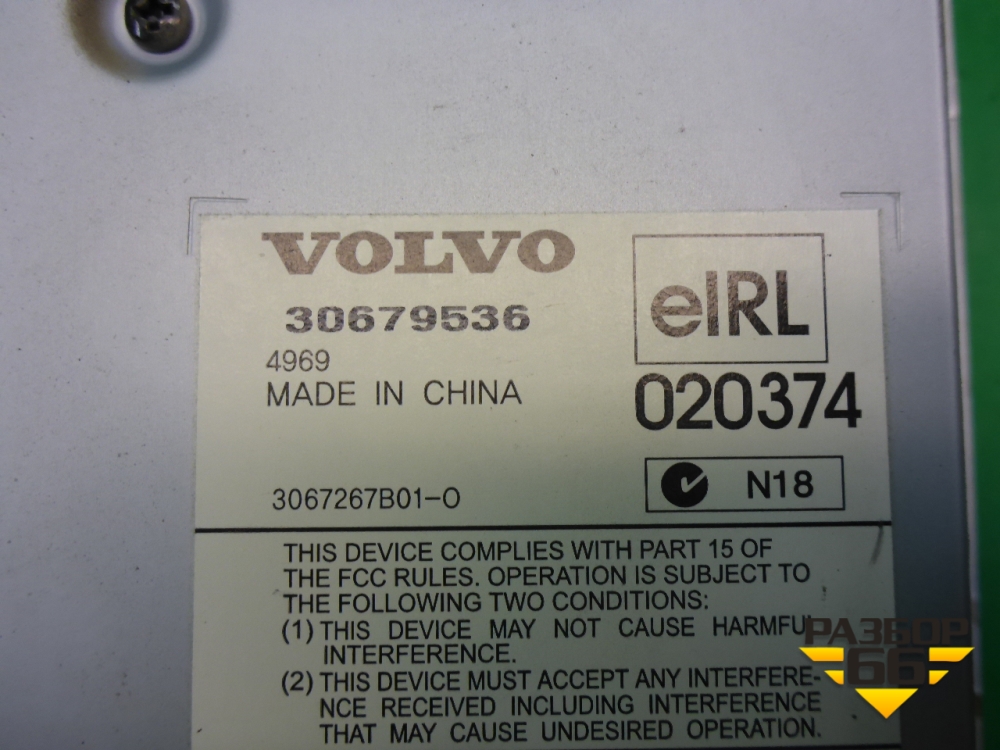 VOLVO
30679536
4969
MADE IN CHINA
3067267B01-O
eIRL
020374
N18
THIS DEVICE COMPLIES WITH PART 15 OF
THE FCC RULES. OPERATION IS SUBJECT TO
THE FOLLOWING TWO CONDITIONS:
(1) THIS DEVICE MAY NOT CAUSE HARMFUL
INTERFERENCE.
(2) THIS DEVICE MUST ACCEPT ANY INTERFERE-
NCE RECEIVED INCLUDING INTERFERENCE
THAT MAY CAUSE UNDESIRED OPERATION.
РАЗБОР
66